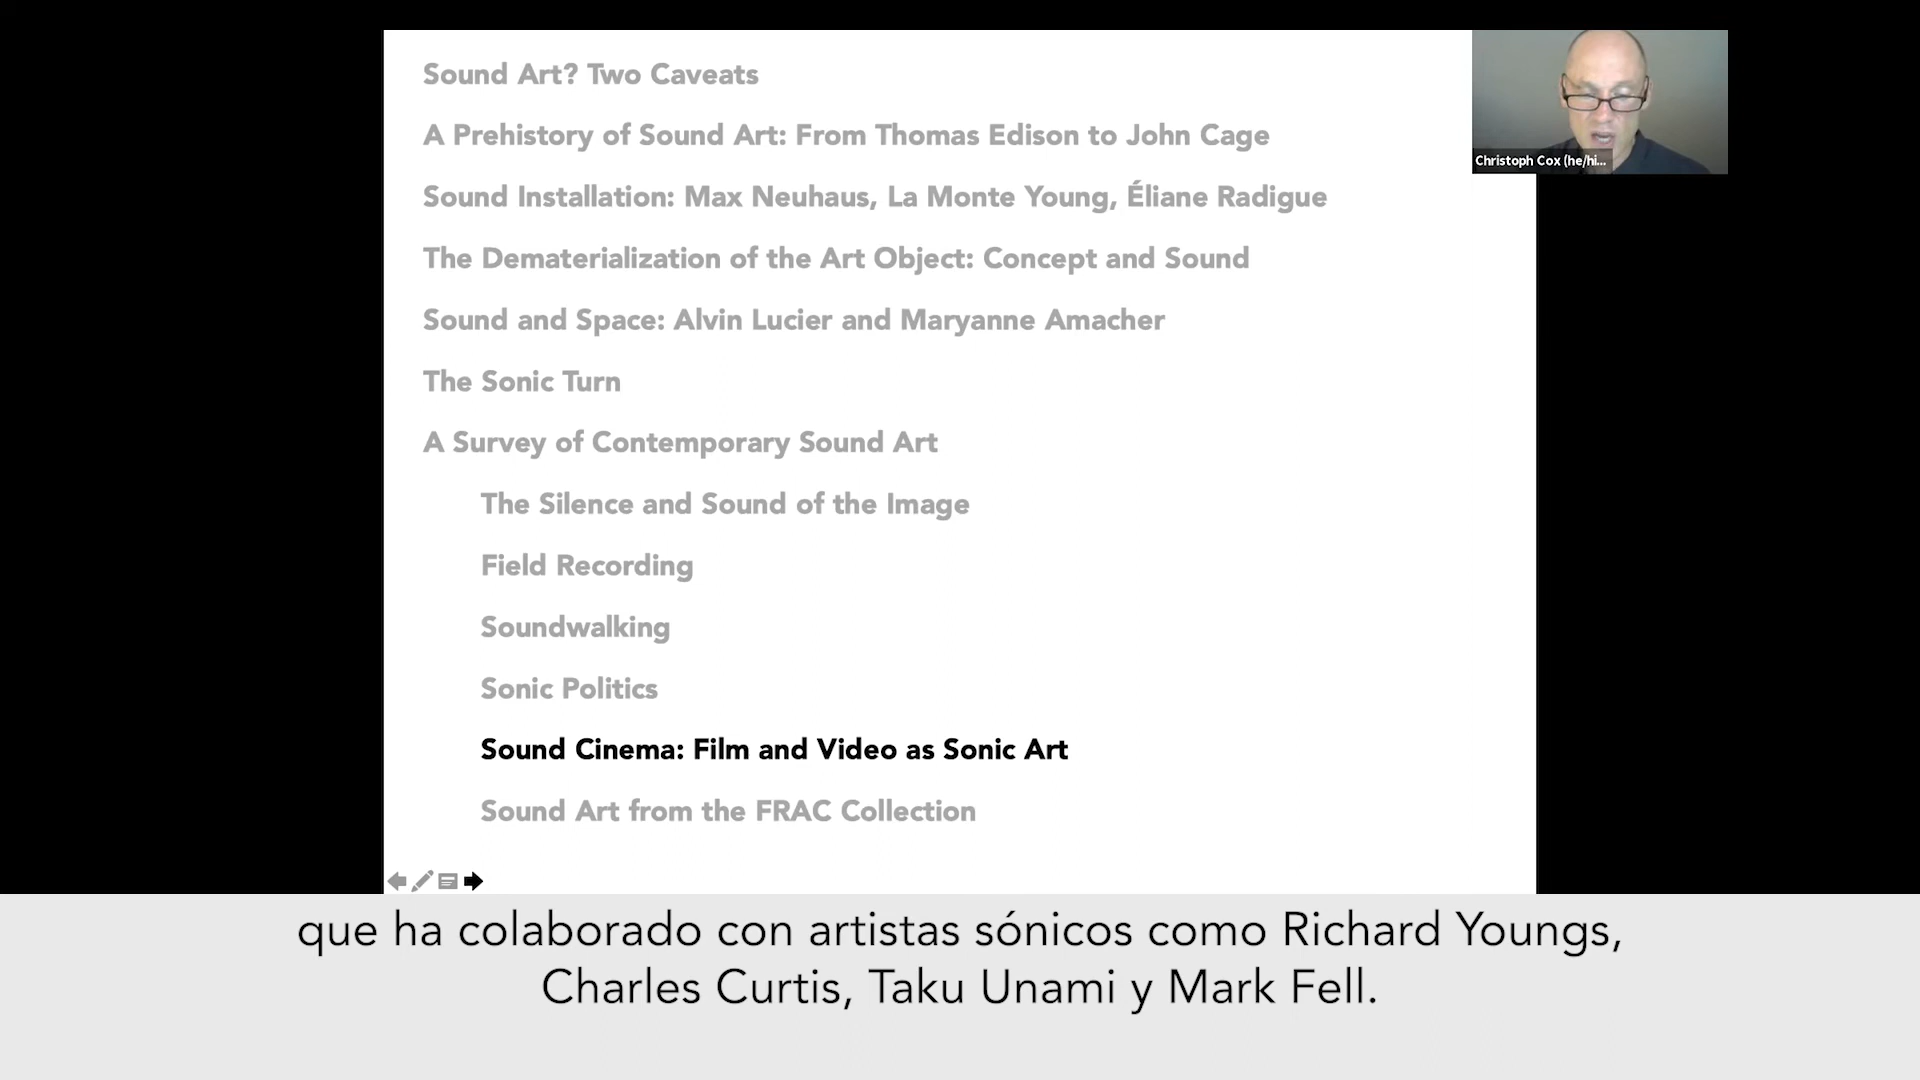 Sound Art? Two Caveats
A Prehistory of Sound Art: From Thomas Edison to John Cage
Sound Installation: Max Neuhaus, La Monte Young, Éliane Radigue
The Dematerialization of the Art Object: Concept and Sound
Sound and Space: Alvin Lucier and Maryanne Amacher
The Sonic Turn
A Survey of Contemporary Sound Art
The Silence and Sound of the Image
Field Recording
Soundwalking
Sonic Politics
Sound Cinema: Film and Video as Sonic Art
Sound Art from the FRAC Collection
Christoph Cox (he/hi...
que ha colaborado con artistas sónicos como Richard Youngs,
Charles Curtis, Taku Unami y Mark Fell.